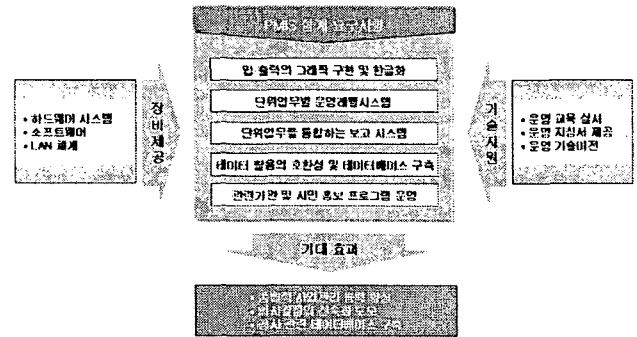 PMIS 설계 요구사항
입·출력의 그래픽 구현 및 한글화
단위업무별 운영레벨시스템
단위업무를 통합하는 보고 시스템
데이터 활용의 호환성 및 데이터베이스 구축
관련기관 및 시민 홍보 프로그램 운영
장비제공
• 하드웨어 시스템
• 소프트웨어
• LAN 체계
기술지원
• 운영 교육 실시
• 운영 지침서 제공
• 운영 기술이전
기대 효과
• 사업관리 능력 향상
• 의사결정의 신속화 도모
• 공사 관련 데이터베이스 구축